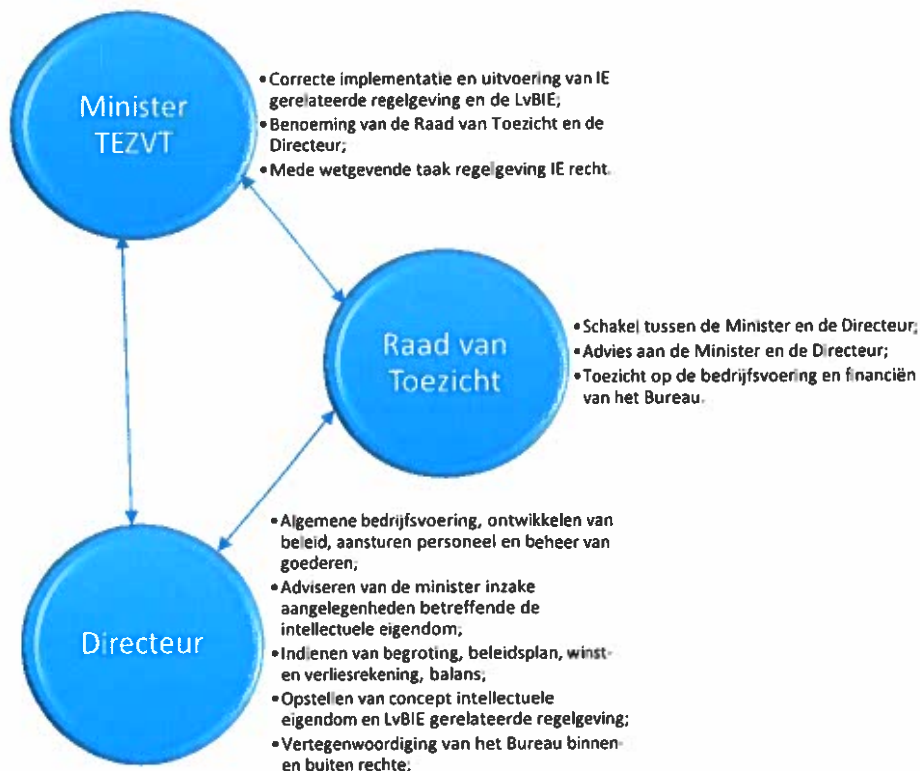 Minister
TEZVT
• Correcte implementatie en uitvoering van IE
gerelateerde regelgeving en de LvBIE;
• Benoeming van de Raad van Toezicht en de
Directeur;
• Mede wetgevende taak regelgeving IE recht.
Raad van
Toezicht
• Schakel tussen de Minister en de Directeur;
• Advies aan de Minister en de Directeur;
• Toezicht op de bedrijfsvoering en financiën
van het Bureau.
Directeur
• Algemene bedrijfsvoering, ontwikkelen van
beleid, aansturen personeel en beheer van
goederen;
• Adviseren van de minister inzake
aangelegenheden betreffende de
intellectuele eigendom;
• Indienen van begroting, beleidsplan, winst-
en verliesrekening, balans;
• Opstellen van concept intellectuele
eigendom en LvBIE gerelateerde regelgeving;
• Vertegenwoordiging van het Bureau binnen-
en buiten rechte;